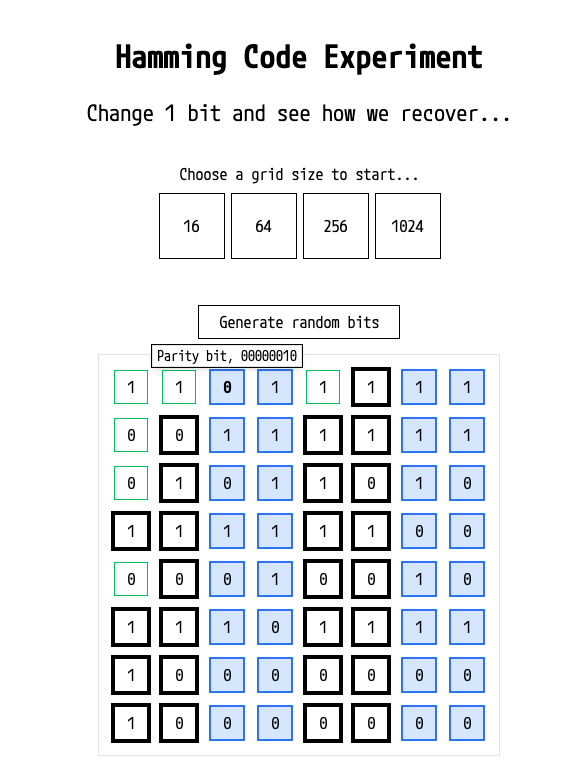 Hamming Code Experiment
Change 1 bit and see how we recover...
Choose a grid size to start...
16 64 256 1024
Generate random bits
Parity bit, 00000010
1 1 0 1 1 1 1 1
0 0 1 1 1 1 1 1
0 1 0 1 1 0 1 0
1 1 1 1 1 1 0 0
0 0 0 1 0 0 1 0
1 1 1 0 1 1 1 1
1 0 0 0 0 0 0 0
1 0 0 0 0 0 0 0